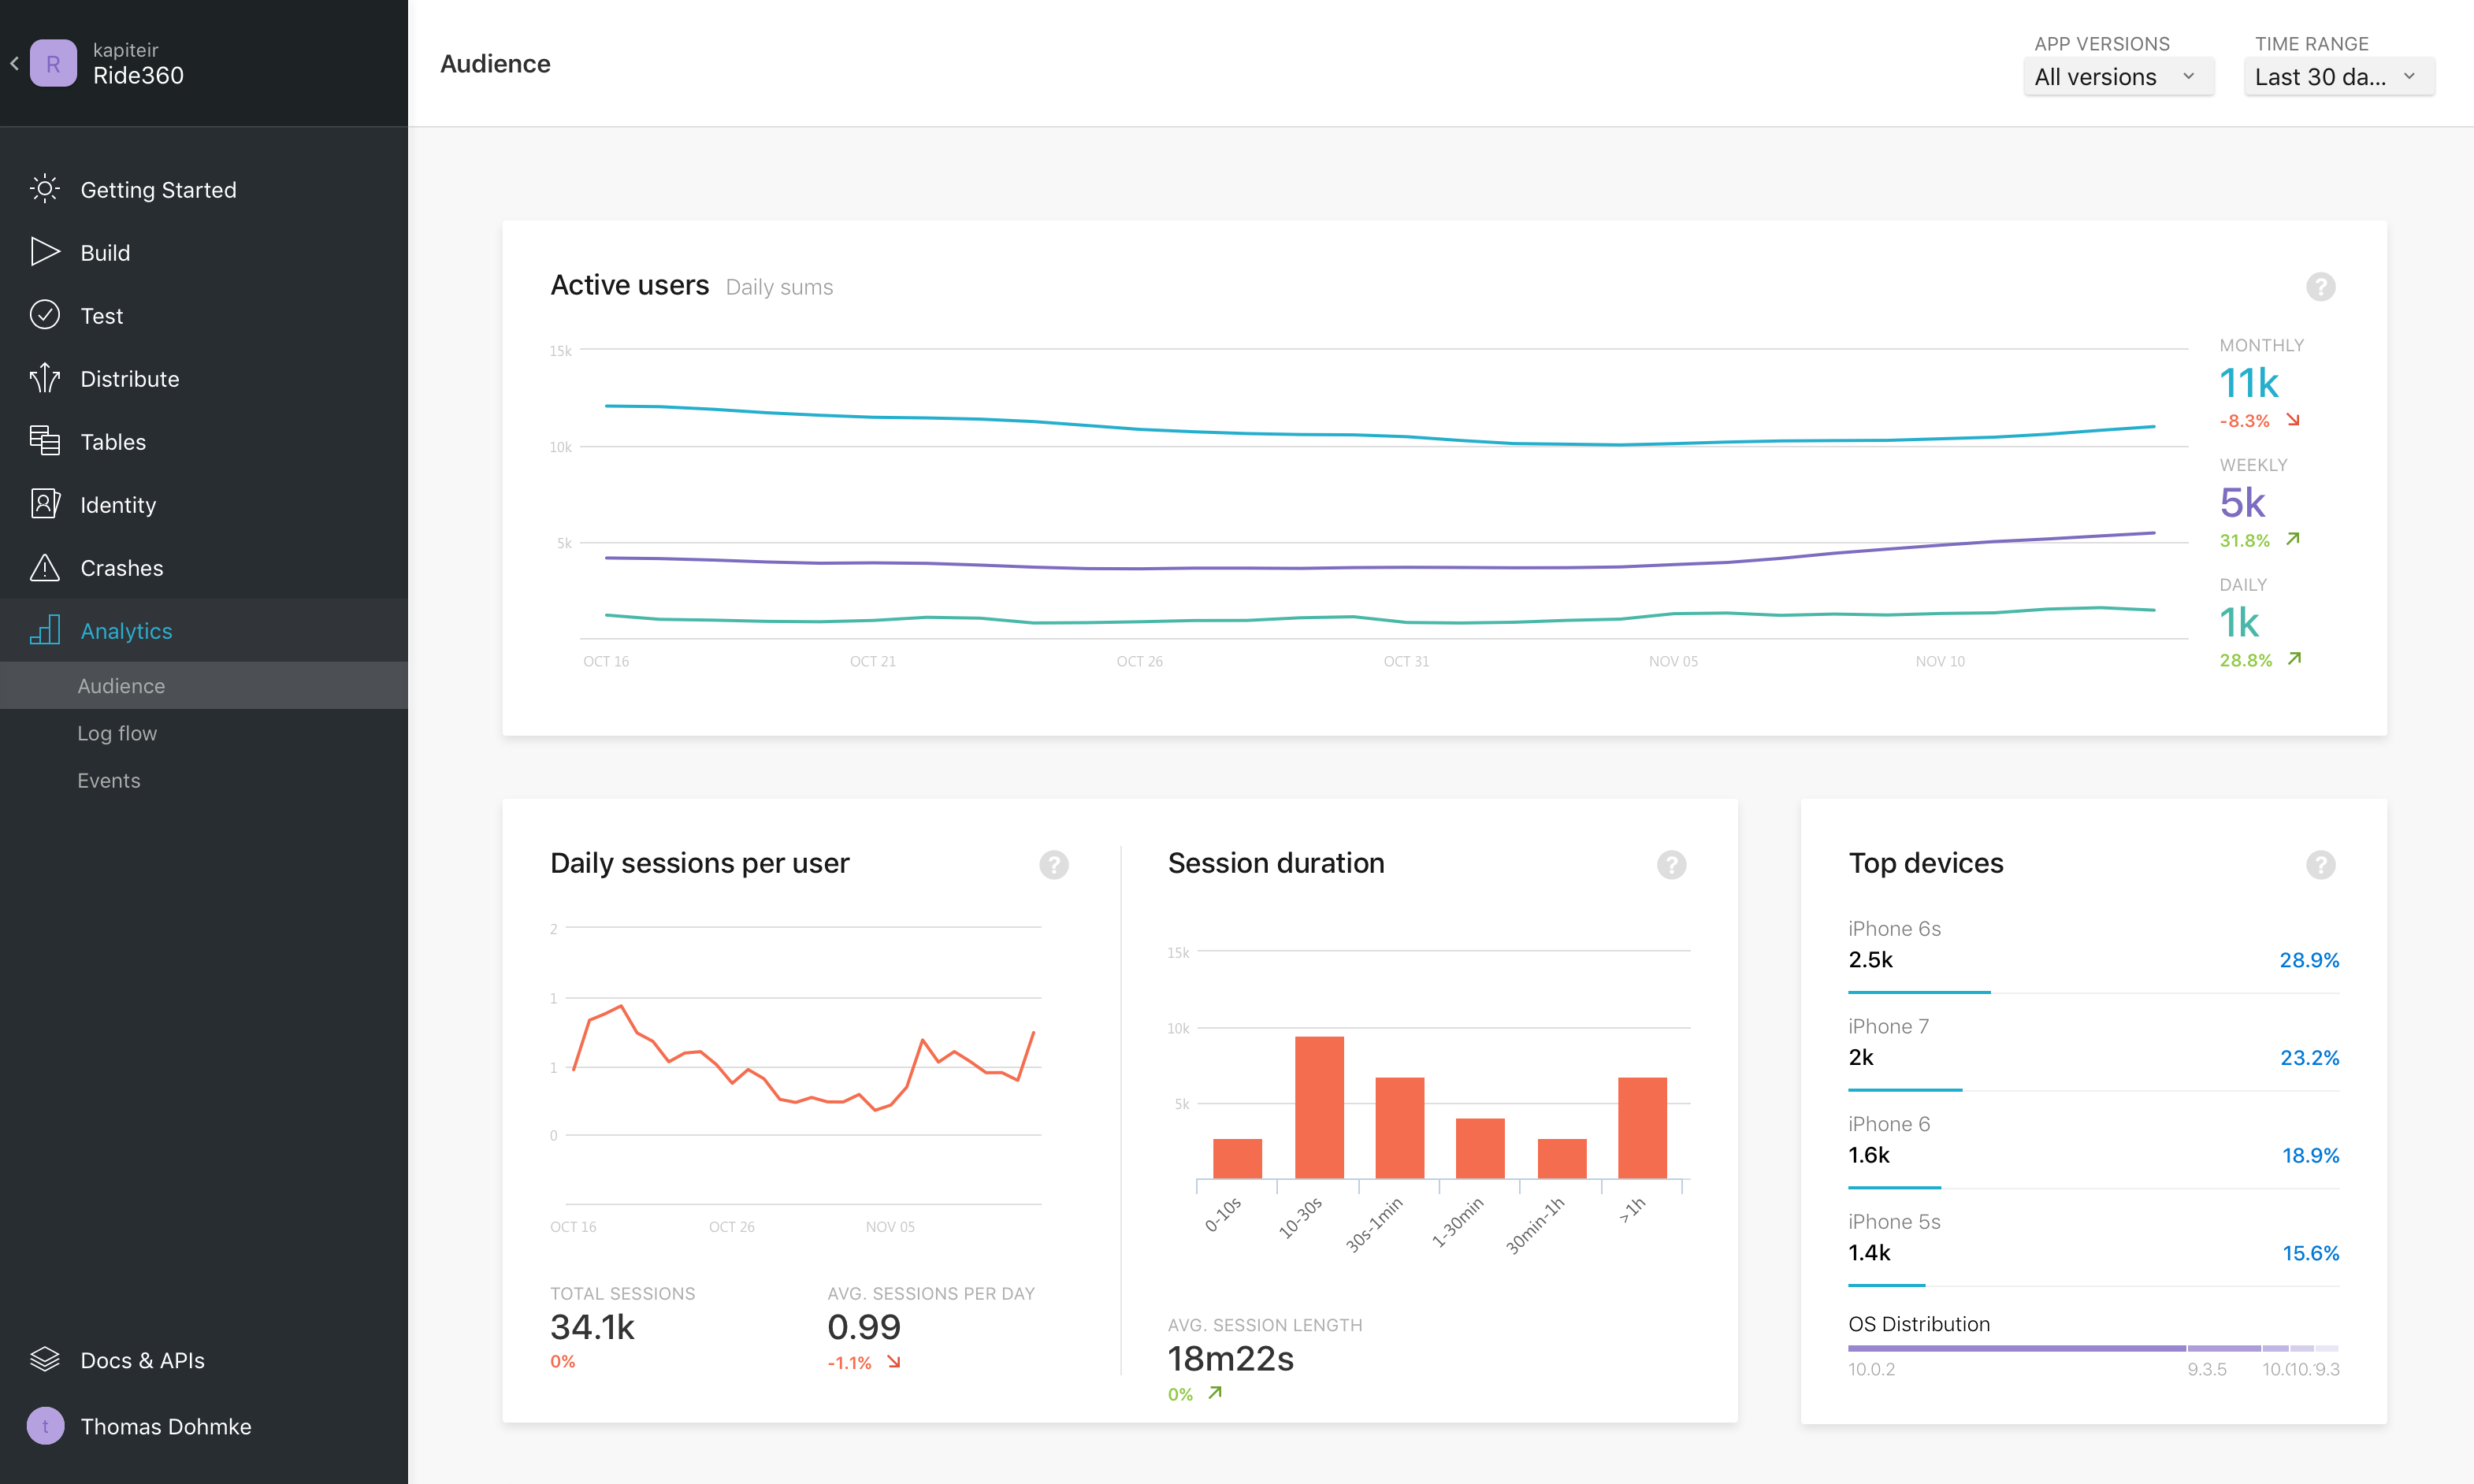 kapiteir
R
Ride360
Getting Started
Build
Test
Distribute
Tables
Identity
Crashes
Analytics
Audience
Log flow
Events
Docs & APIs
t
Thomas Dohmke
Audience
APP VERSIONS
All versions
TIME RANGE
Last 30 da...
Active users Daily sums
?
15k
10k
5k
OCT 16 OCT 21 OCT 26 OCT 31 NOV 05 NOV 10
MONTHLY
11k
-8.3%
WEEKLY
5k
31.8%
DAILY
1k
28.8%
Daily sessions per user
?
2
1
1
0
OCT 16 OCT 26 NOV 05
TOTAL SESSIONS
34.1k
0%
AVG. SESSIONS PER DAY
0.99
-1.1%
Session duration
?
15k
10k
5k
0-10s
10-30s
30s-1min
1-30min
30min-1h
>1h
AVG. SESSION LENGTH
18m22s
0%
Top devices
?
iPhone 6s
2.5k 28.9%
iPhone 7
2k 23.2%
iPhone 6
1.6k 18.9%
iPhone 5s
1.4k 15.6%
OS Distribution
10.0.2 9.3.5 9.3